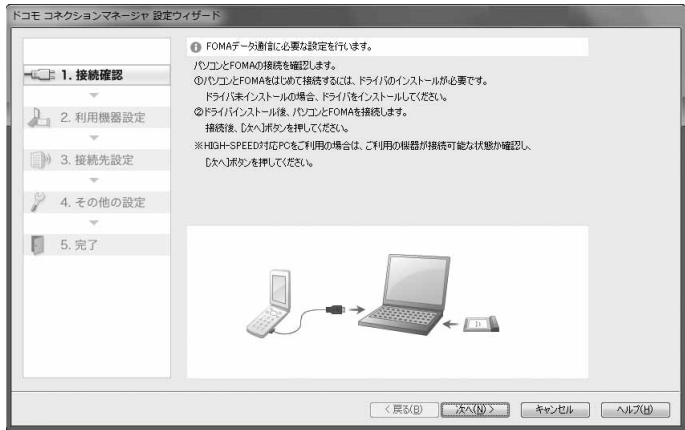 ドコモ コネクションマネージャ 設定ウィザード
1. 接続確認
2. 利用機器設定
3. 接続先設定
4. その他の設定
5. 完了
FOMAデータ通信に必要な設定を行います。
パソコンとFOMAの接続を確認します。
①パソコンとFOMAをはじめて接続するには、ドライバのインストールが必要です。
ドライバ未インストールの場合、ドライバをインストールしてください。
②ドライバインストール後、パソコンとFOMAを接続します。
接続後、[次へ]ボタンを押してください。
※HIGH-SPEED対応PCをご利用の場合は、ご利用の機器が接続可能な状態か確認し、
[次へ]ボタンを押してください。
D
< 戻る(B)
次へ(N) >
キャンセル
ヘルプ(H)